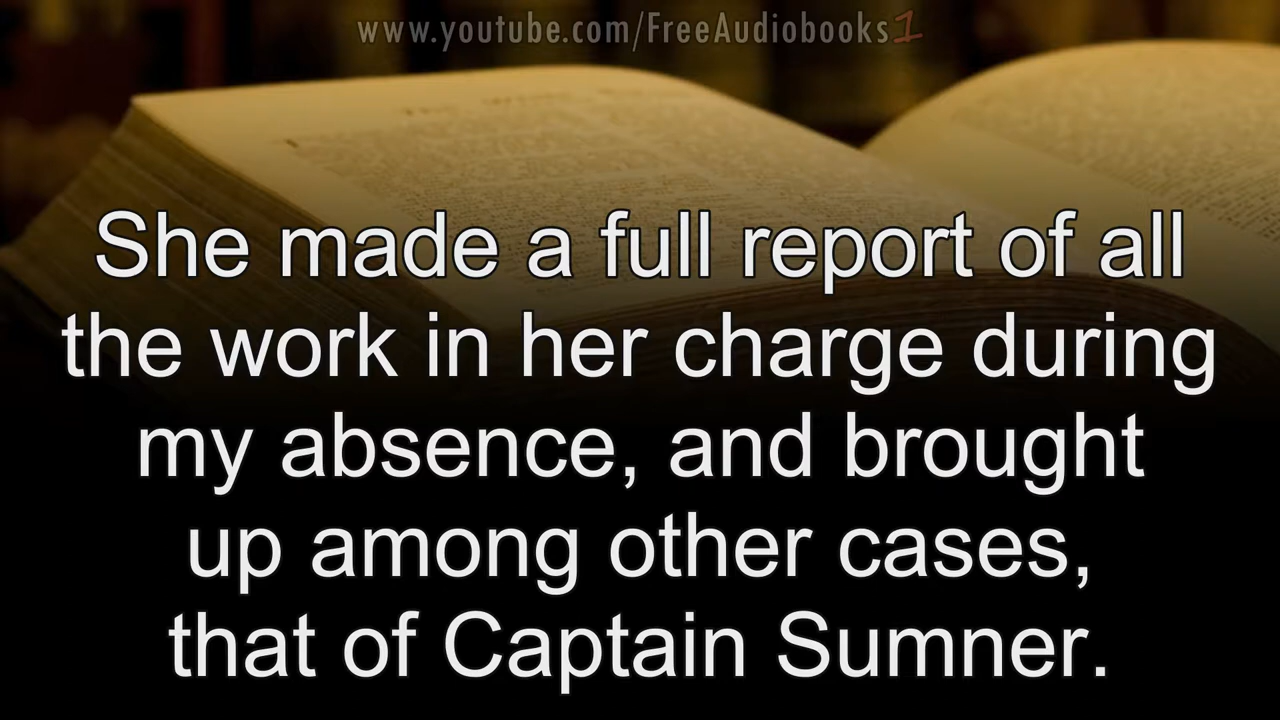 www.youtube.com/FreeAudiobooks1
She made a full report of all
the work in her charge during
my absence, and brought
up among other cases,
that of Captain Sumner.